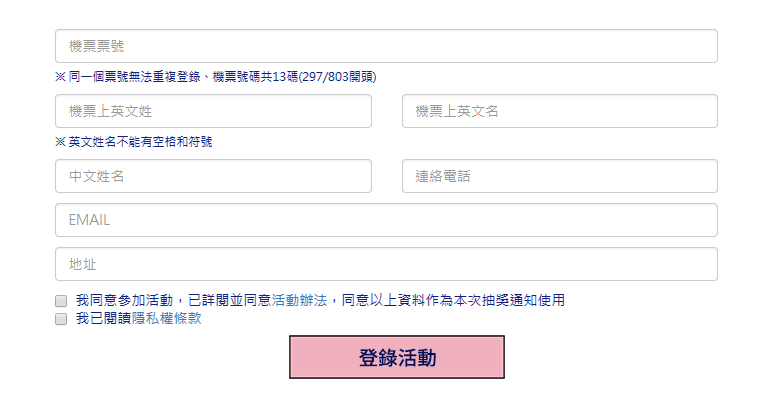 機票票號
※ 同一個票號無法重複登錄、機票號碼共13碼(297/803開頭)
機票上英文姓 機票上英文名
※ 英文姓名不能有空格和符號
中文姓名 連絡電話
EMAIL
地址
我同意參加活動，已詳閱並同意活動辦法，同意以上資料作為本次抽獎通知使用
我已閱讀隱私權條款
登錄活動